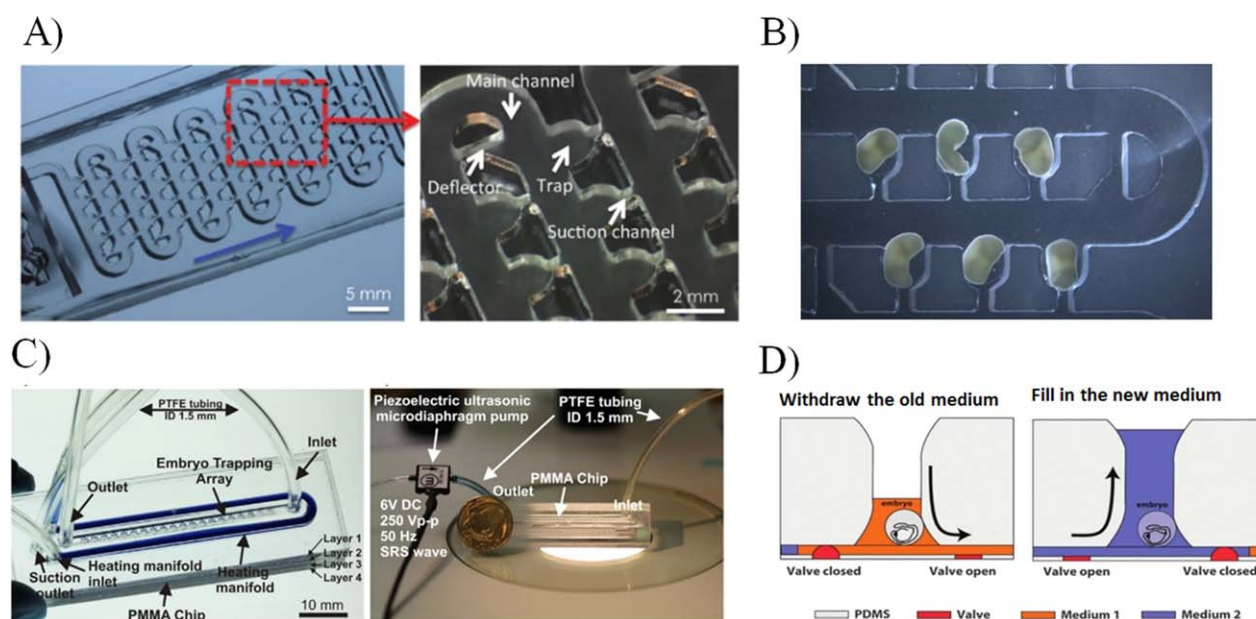 A)
Main channel
Deflector
Trap
Suction channel
5 mm
2 mm
B)
C)
PTFE tubing
ID 1.5 mm
Inlet
Embryo Trapping
Array
Outlet
Suction
outlet
Heating manifold
inlet
Heating
manifold
PMMA Chip
Layer 1
Layer 2
Layer 3
Layer 4
10 mm
Piezoelectric ultrasonic
microdiaphragm pump
PTFE tubing
ID 1.5 mm
Outlet
PMMA Chip
Inlet
6V DC
250 Vp-p
50 Hz
SRS wave
D)
Withdraw the old medium
Fill in the new medium
embryo
embryo
Valve closed
Valve open
Valve open
Valve closed
PDMS
Valve
Medium 1
Medium 2